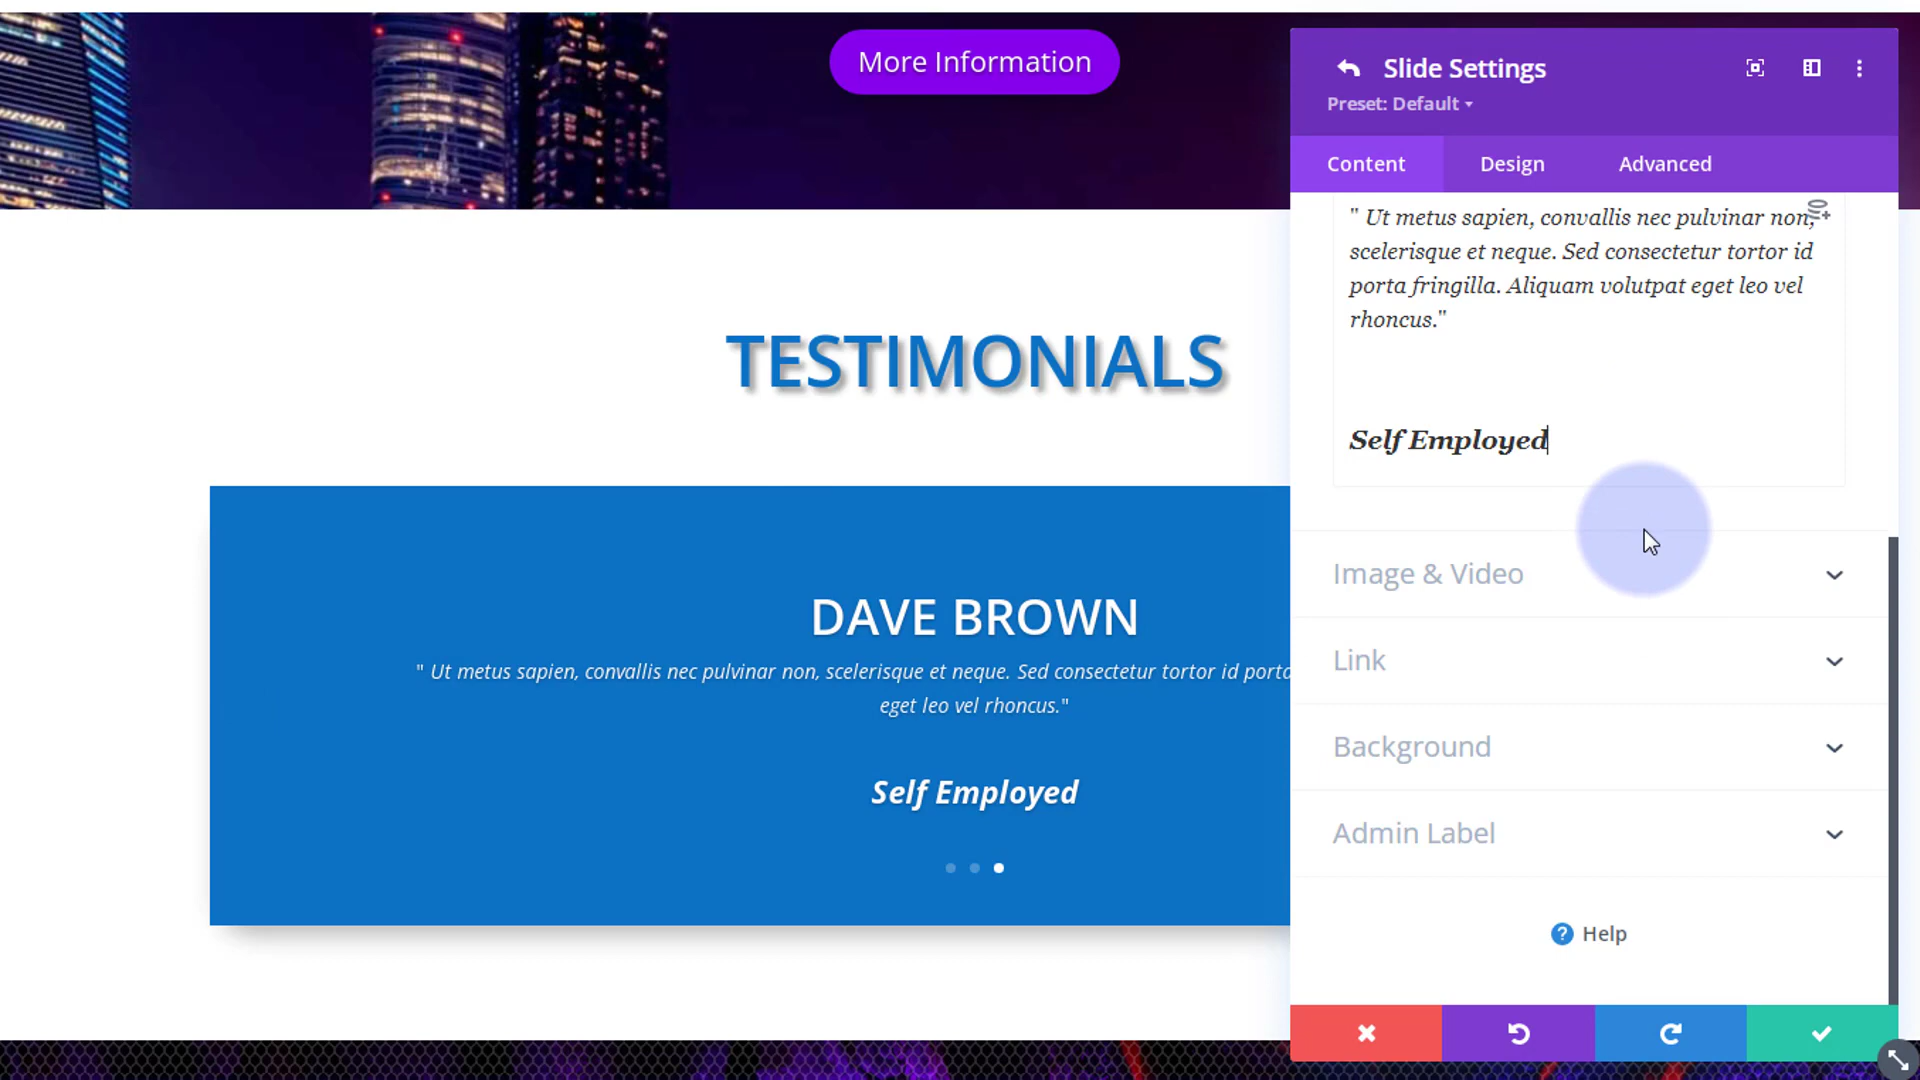 More Information
TESTIMONIALS
DAVE BROWN
" Ut metus sapien, convallis nec pulvinar non, scelerisque et neque. Sed consectetur tortor id porta
eget leo vel rhoncus."
Self Employed
Slide Settings
Preset: Default
Content Design Advanced
" Ut metus sapien, convallis nec pulvinar non,
scelerisque et neque. Sed consectetur tortor id
porta fringilla. Aliquam volutpat eget leo vel
rhoncus."
Self Employed
Image & Video
Link
Background
Admin Label
? Help